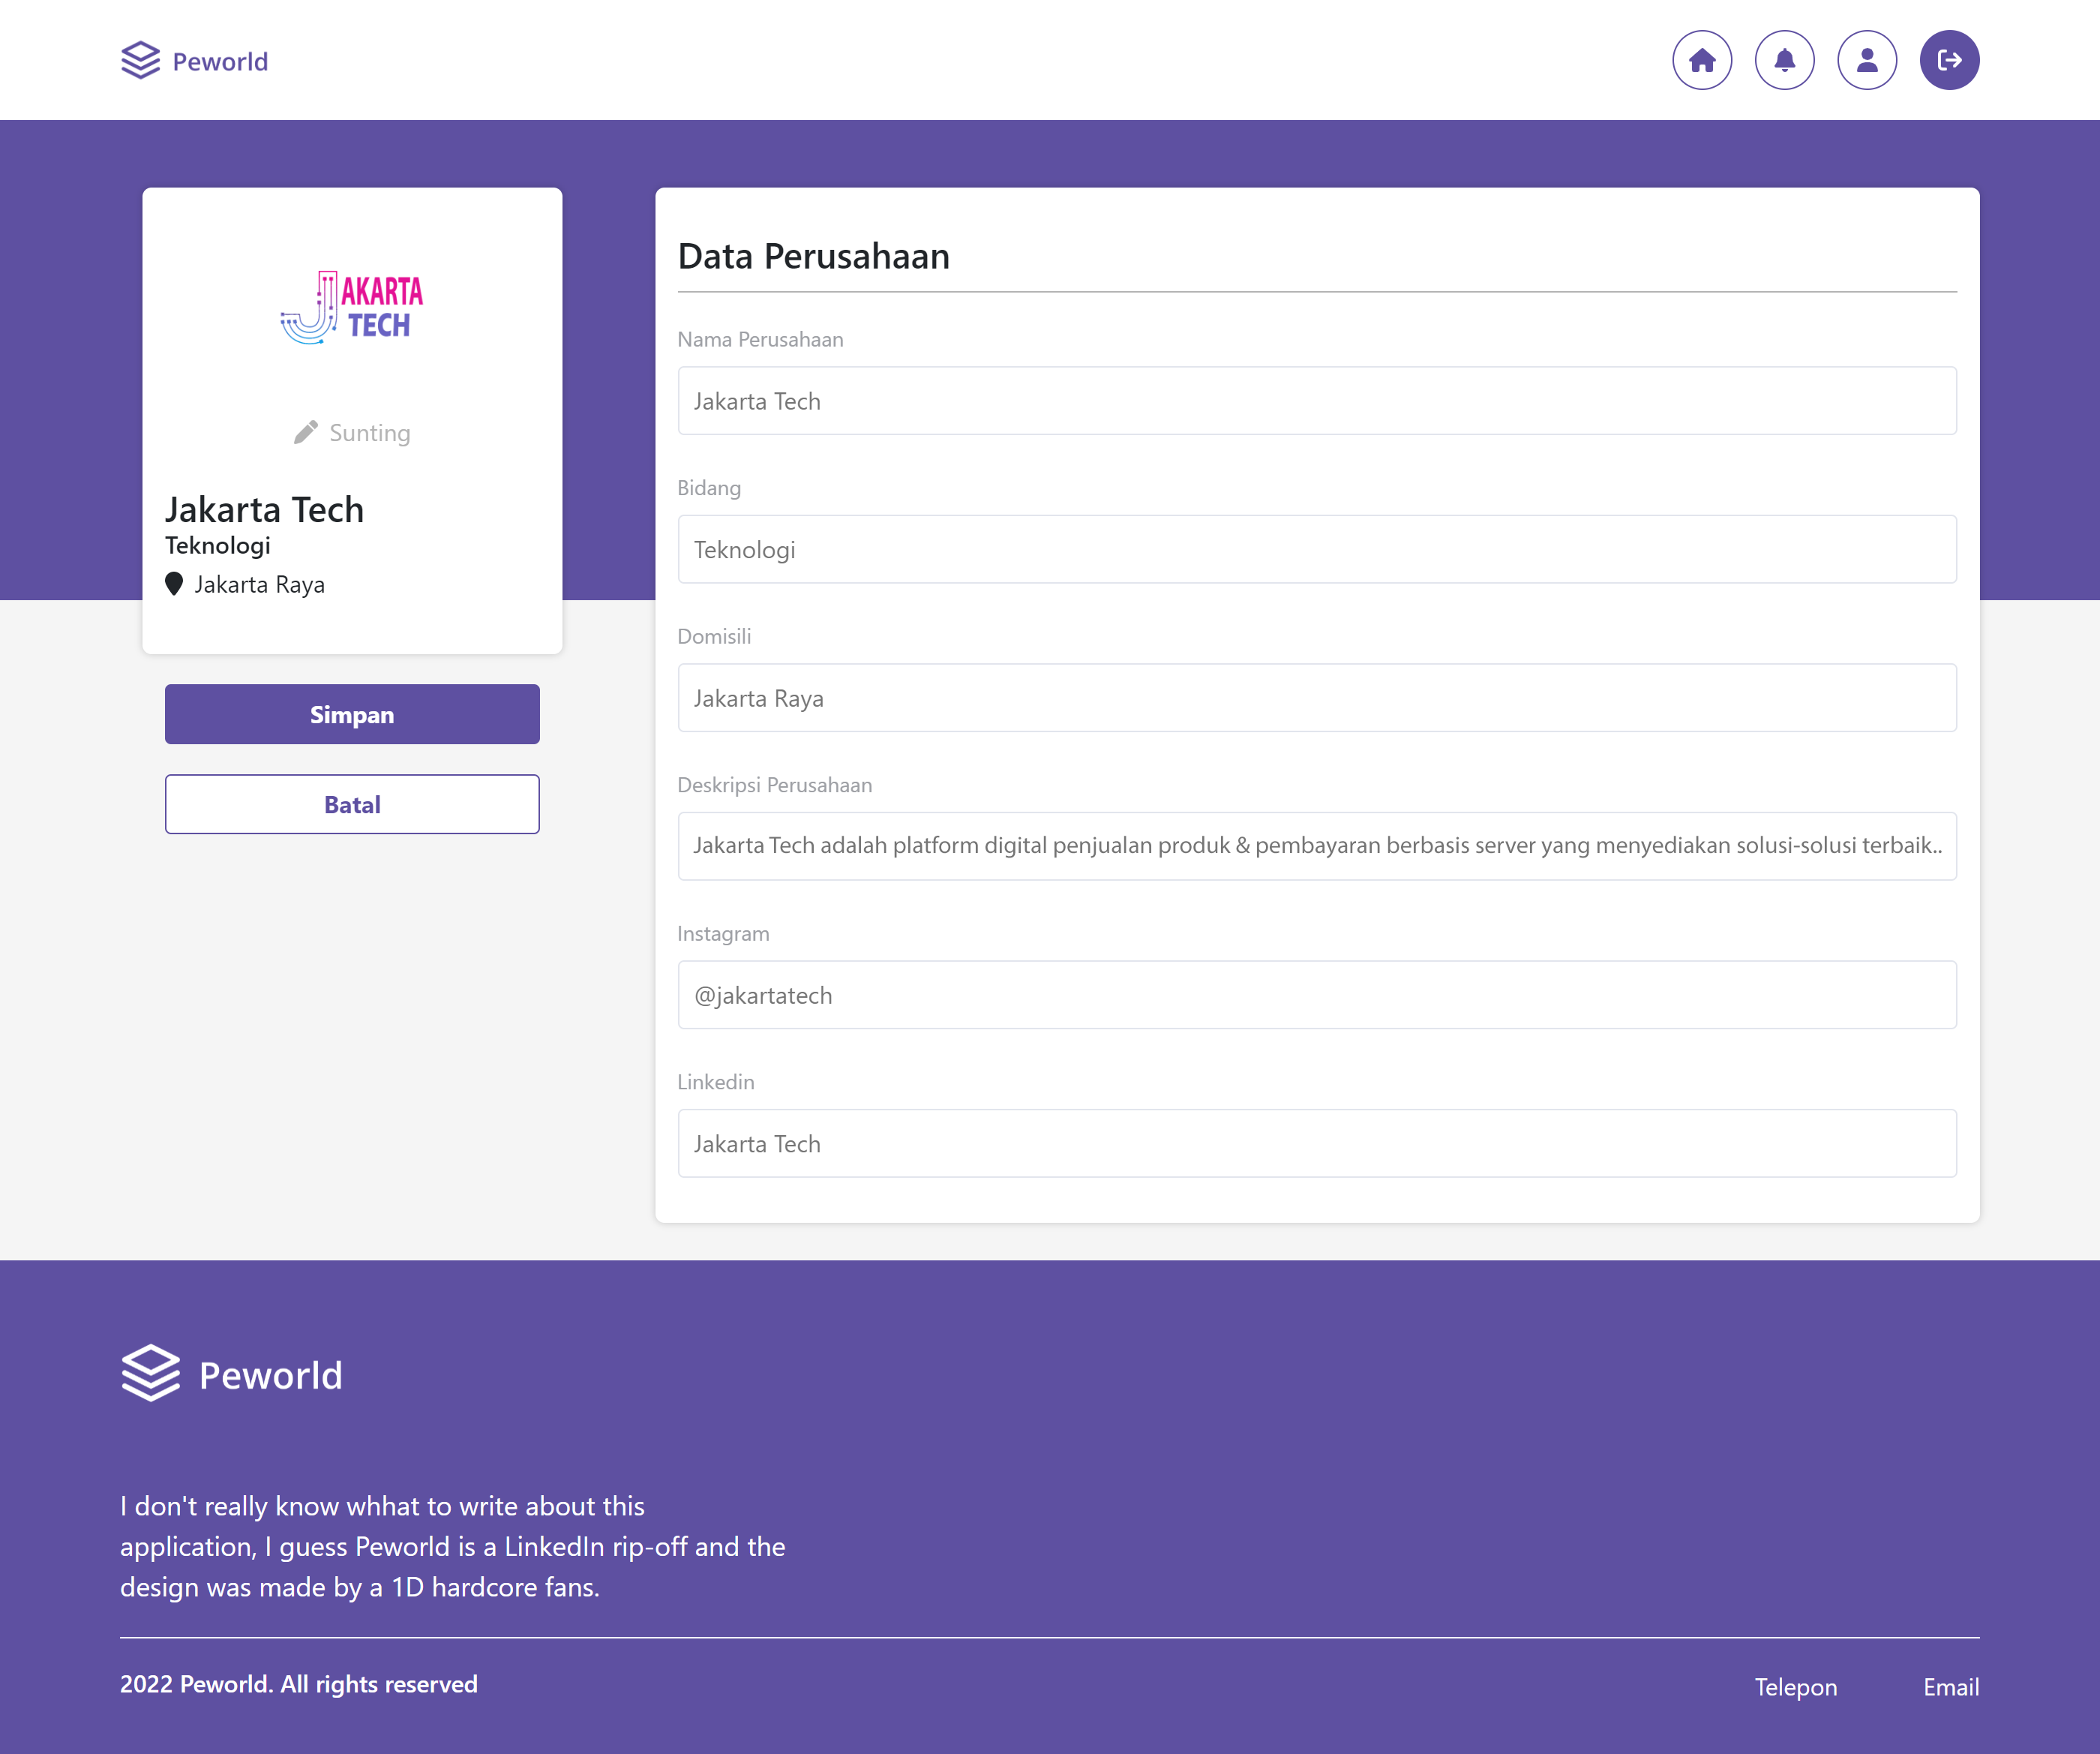 Peworld
JAKARTA
TECH
Sunting
Jakarta Tech
Teknologi
Jakarta Raya
Simpan
Batal
Data Perusahaan
Nama Perusahaan
Jakarta Tech
Bidang
Teknologi
Domisili
Jakarta Raya
Deskripsi Perusahaan
Jakarta Tech adalah platform digital penjualan produk & pembayaran berbasis server yang menyediakan solusi-solusi terbaik..
Instagram
@jakartatech
Linkedin
Jakarta Tech
Peworld
I don't really know whhat to write about this
application, I guess Peworld is a LinkedIn rip-off and the
design was made by a 1D hardcore fans.
2022 Peworld. All rights reserved
Telepon
Email